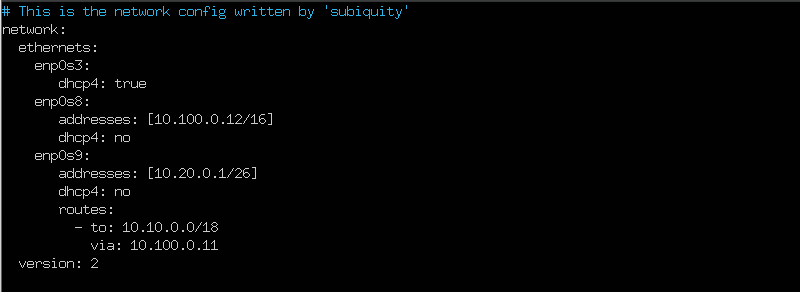 # This is the network config written by 'subiquity'
network:
  ethernets:
    enp0s3:
       dhcp4: true
    enp0s8:
       addresses: [10.100.0.12/16]
       dhcp4: no
    enp0s9:
       addresses: [10.20.0.1/26]
       dhcp4: no
       routes:
         - to: 10.10.0.0/18
           via: 10.100.0.11
  version: 2